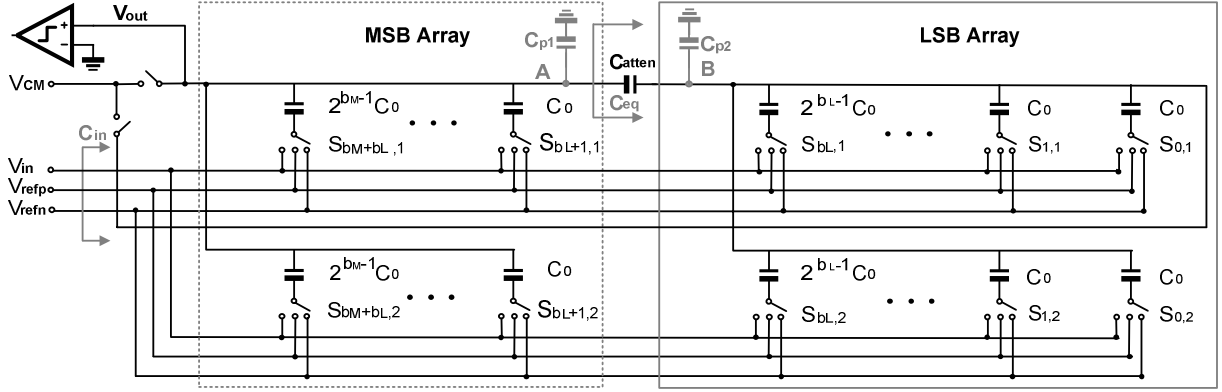 Vout
MSB Array
Cp1
A
Catten
Ceq
Cp2
B
LSB Array
+
−
VCM
Cin
Vin
Vrefp
Vrefn
2^bM-1C0
• • •
C0
SbM+bL,1
SbL+1,1
2^bL-1C0
• • •
C0
C0
SbL,1
S1,1
S0,1
2^bM-1C0
• • •
C0
SbM+bL,2
SbL+1,2
2^bL-1C0
• • •
C0
C0
SbL,2
S1,2
S0,2